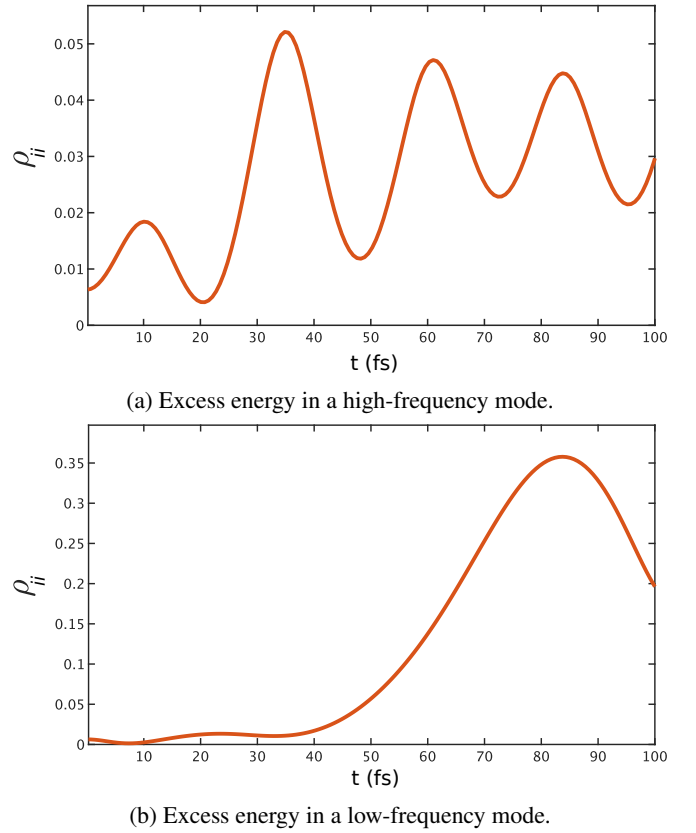 0.05
0.04
0.03
0.02
0.01
0
ρii
10 20 30 40 50 60 70 80 90 100
t (fs)
(a) Excess energy in a high-frequency mode.
0.35
0.3
0.25
0.2
0.15
0.1
0.05
0
ρii
10 20 30 40 50 60 70 80 90 100
t (fs)
(b) Excess energy in a low-frequency mode.